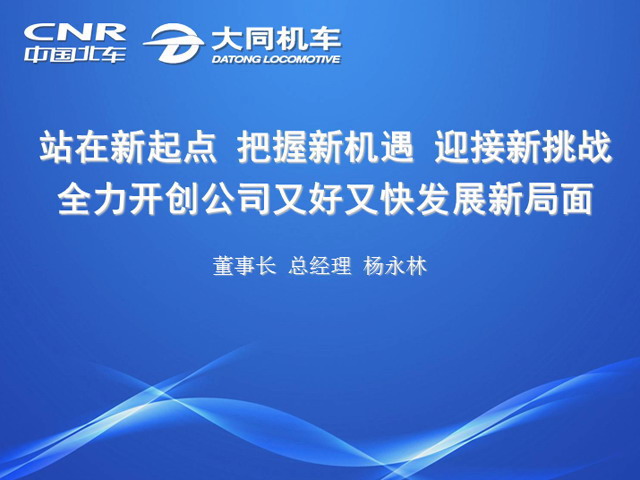 CNR
中国北车
大同机车
DATONG LOCOMOTIVE
站在新起点 把握新机遇 迎接新挑战
全力开创公司又好又快发展新局面
董事长 总经理 杨永林